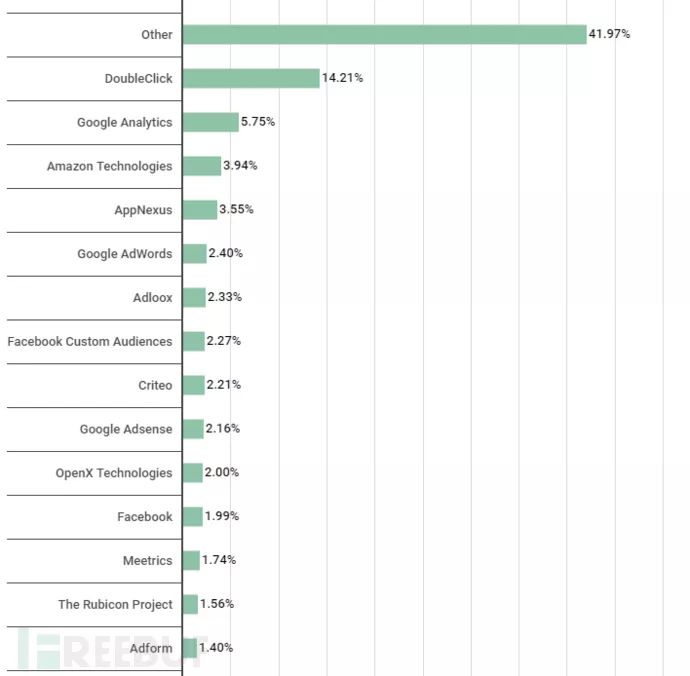 Other 41.97%
DoubleClick 14.21%
Google Analytics 5.75%
Amazon Technologies 3.94%
AppNexus 3.55%
Google AdWords 2.40%
Adloox 2.33%
Facebook Custom Audiences 2.27%
Criteo 2.21%
Google Adsense 2.16%
OpenX Technologies 2.00%
Facebook 1.99%
Meetrics 1.74%
The Rubicon Project 1.56%
Adform 1.40%
FREEBUF